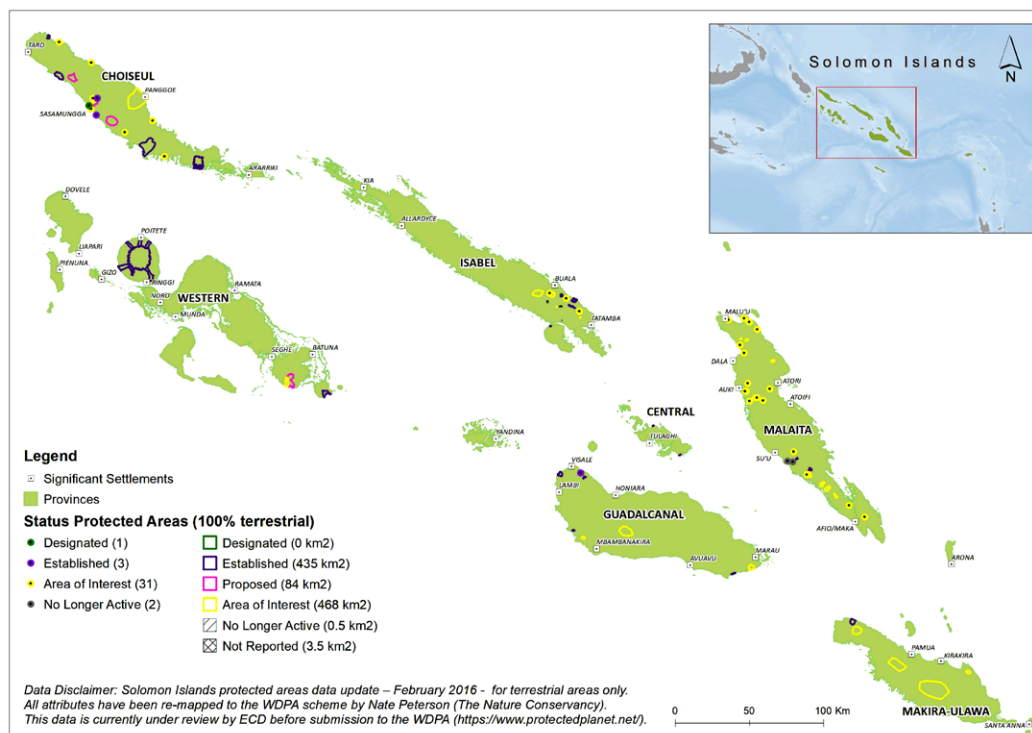 Solomon Islands
N
TARO
CHOISEUL
PANGGOE
SASAMUNGGA
ARARRIKI
DOVELE
POITETE
LIAPARI
PIENUNA
GIZO
RINGGI
NORO
WESTERN
RAMATA
MUNDA
SEGHE
BATUNA
KIA
ALLARDYCE
ISABEL
BUALA
TATAMBA
MALU'U
DALA
AUKI
ATORI
ATOIFI
MALAITA
SU'U
AFIO/MAKA
CENTRAL
TULAGHI
YANDINA
VISALE
LAMBI
HONIARA
GUADALCANAL
MBAMBANAKIRA
AVUAVU
MARAU
ARONA
PAMUA
KIRAKIRA
MAKIRA-ULAWA
SANTA ANNA
Legend
Significant Settlements
Provinces
Status Protected Areas (100% terrestrial)
Designated (1)
Established (3)
Area of Interest (31)
No Longer Active (2)
Designated (0 km2)
Established (435 km2)
Proposed (84 km2)
Area of Interest (468 km2)
No Longer Active (0.5 km2)
Not Reported (3.5 km2)
Data Disclaimer: Solomon Islands protected areas data update – February 2016 - for terrestrial areas only.
All attributes have been re-mapped to the WDPA scheme by Nate Peterson (The Nature Conservancy).
This data is currently under review by ECD before submission to the WDPA (https://www.protectedplanet.net/).
0 50 100 Km